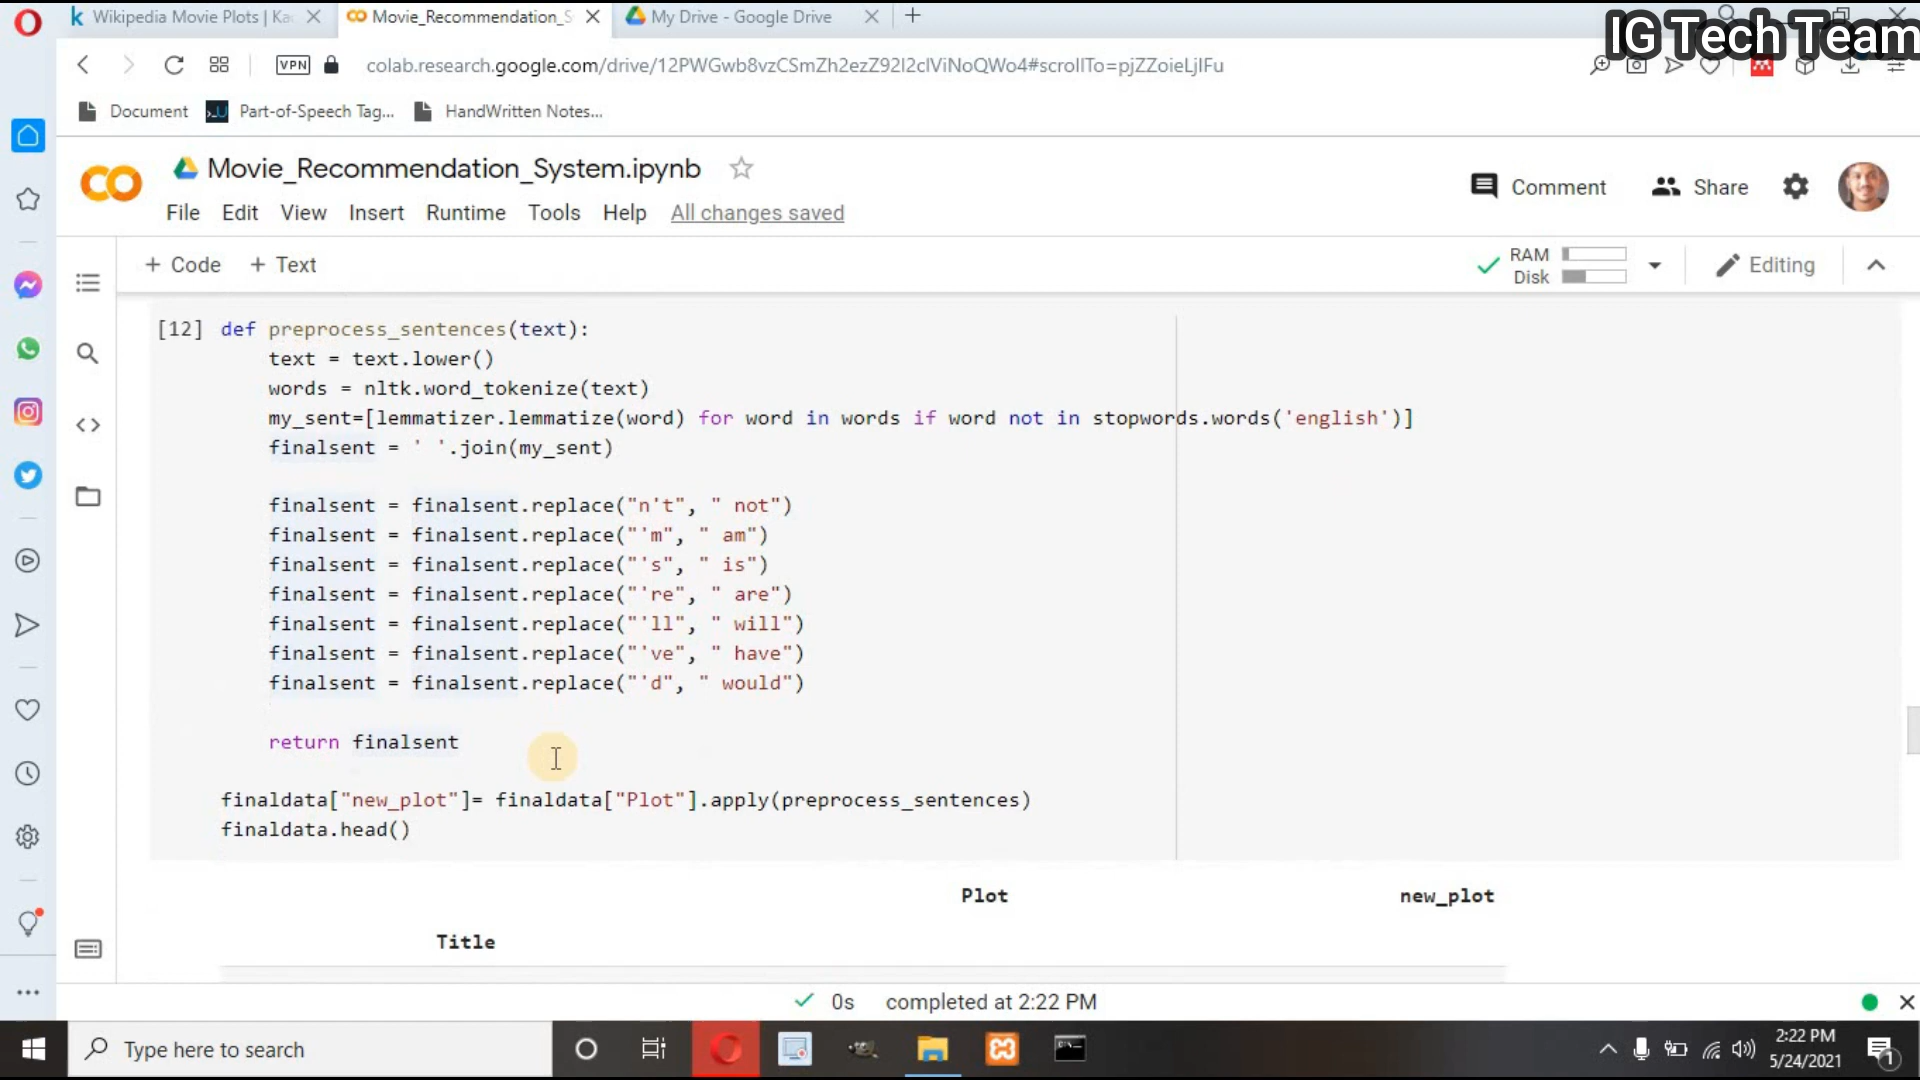 Wikipedia Movie Plots | Ka
Movie_Recommendation_S
My Drive - Google Drive
IG Tech Team
VPN
colab.research.google.com/drive/12PWGwb8vzCSmZh2ezZ92I2clViNoQWo4#scrollTo=pjZZoieLjIFu
Document
Part-of-Speech Tag...
HandWritten Notes...
Movie_Recommendation_System.ipynb
Comment
Share
File Edit View Insert Runtime Tools Help All changes saved
+ Code + Text
RAM
Disk
Editing
[12] def preprocess_sentences(text):
text = text.lower()
words = nltk.word_tokenize(text)
my_sent=[lemmatizer.lemmatize(word) for word in words if word not in stopwords.words('english')]
finalsent = ' '.join(my_sent)
finalsent = finalsent.replace("n't", " not")
finalsent = finalsent.replace("'m", " am")
finalsent = finalsent.replace("'s", " is")
finalsent = finalsent.replace("'re", " are")
finalsent = finalsent.replace("'ll", " will")
finalsent = finalsent.replace("'ve", " have")
finalsent = finalsent.replace("'d", " would")
return finalsent
finaldata["new_plot"]= finaldata["Plot"].apply(preprocess_sentences)
finaldata.head()
Plot new_plot
Title
0s completed at 2:22 PM
Type here to search
2:22 PM
5/24/2021
1